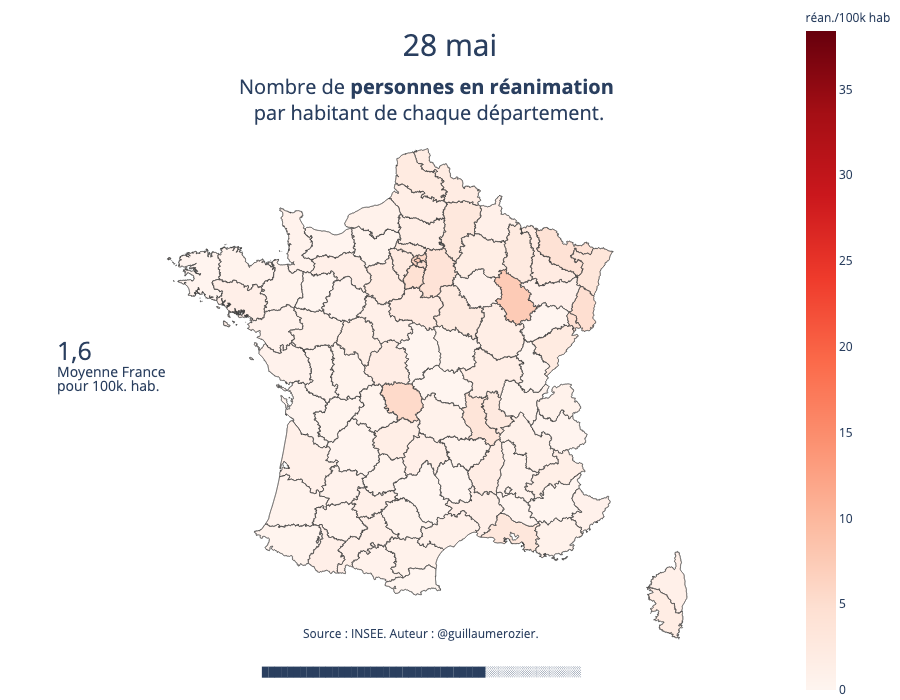 réan./100k hab
28 mai
Nombre de personnes en réanimation
par habitant de chaque département.
35
30
25
20
15
10
5
0
1,6
Moyenne France
pour 100k. hab.
Source : INSEE. Auteur : @guillaumerozier.